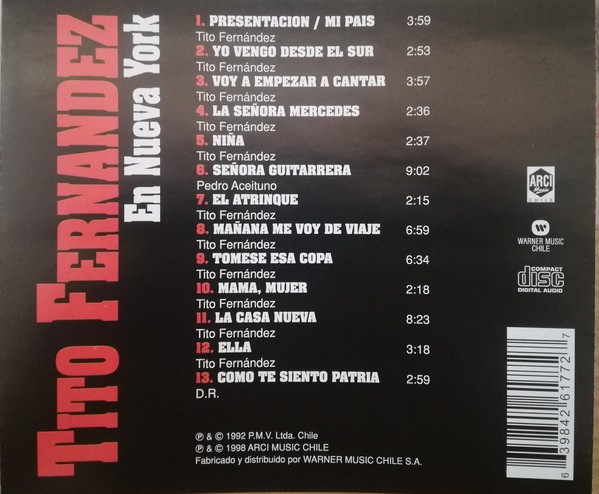 TITO FERNANDEZ
En Nueva York
1. PRESENTACION / MI PAIS 3:59
Tito Fernández
2. YO VENGO DESDE EL SUR 2:53
Tito Fernández
3. VOY A EMPEZAR A CANTAR 3:57
Tito Fernández
4. LA SEÑORA MERCEDES 2:36
Tito Fernández
5. NIÑA 2:37
Tito Fernández
6. SEÑORA GUITARRERA 9:02
Pedro Aceituno
7. EL ATRINQUE 2:15
Tito Fernández
8. MAÑANA ME VOY DE VIAJE 6:59
Tito Fernández
9. TOMESE ESA COPA 6:34
Tito Fernández
10. MAMA, MUJER 2:18
Tito Fernández
11. LA CASA NUEVA 8:23
Tito Fernández
12. ELLA 3:18
Tito Fernández
13. COMO TE SIENTO PATRIA 2:59
D.R.
℗ & © 1992 P.M.V. Ltda. Chile
℗ & © 1998 ARCI MUSIC CHILE
Fabricado y distribuido por WARNER MUSIC CHILE S.A.
ARCI
Music
CHILE
WARNER MUSIC
CHILE
COMPACT
disc
DIGITAL AUDIO
6 39842 61772 7